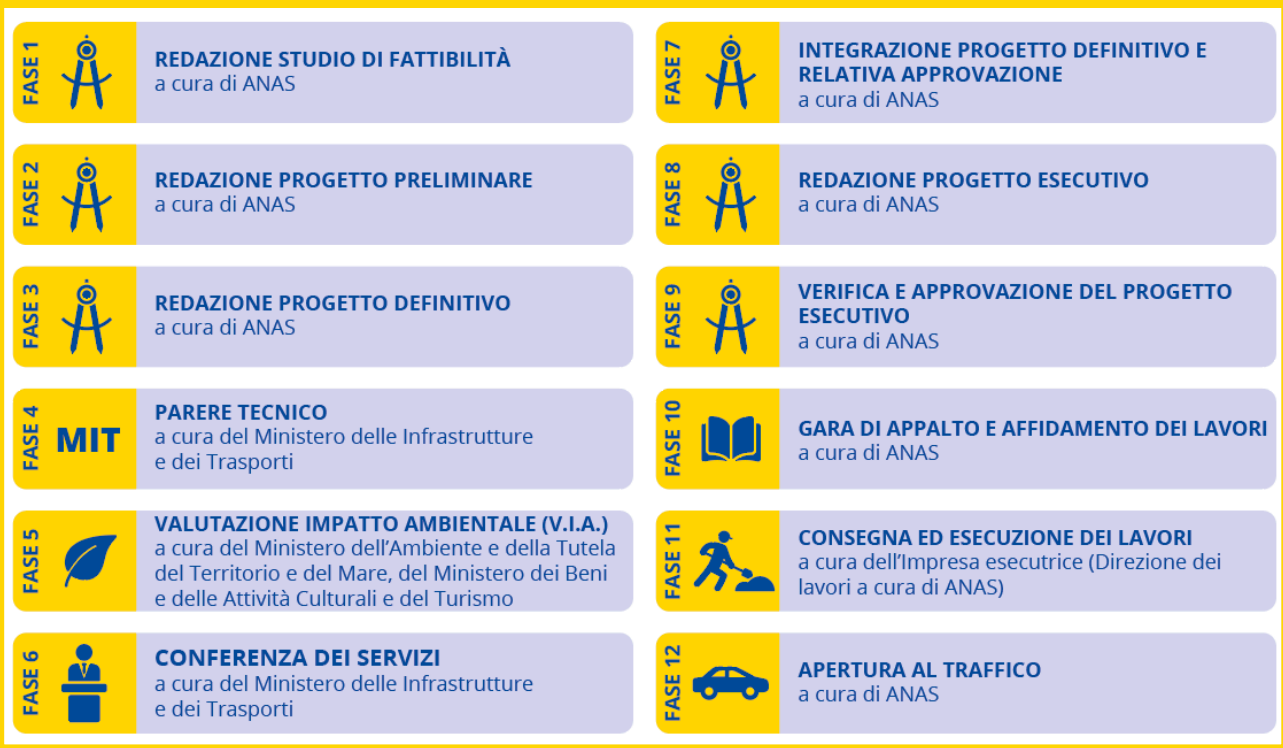 FASE 1
REDAZIONE STUDIO DI FATTIBILITÀ
a cura di ANAS
FASE 2
REDAZIONE PROGETTO PRELIMINARE
a cura di ANAS
FASE 3
REDAZIONE PROGETTO DEFINITIVO
a cura di ANAS
FASE 4
MIT
PARERE TECNICO
a cura del Ministero delle Infrastrutture
e dei Trasporti
FASE 5
VALUTAZIONE IMPATTO AMBIENTALE (V.I.A.)
a cura del Ministero dell’Ambiente e della Tutela
del Territorio e del Mare, del Ministero dei Beni
e delle Attività Culturali e del Turismo
FASE 6
CONFERENZA DEI SERVIZI
a cura del Ministero delle Infrastrutture
e dei Trasporti
FASE 7
INTEGRAZIONE PROGETTO DEFINITIVO E
RELATIVA APPROVAZIONE
a cura di ANAS
FASE 8
REDAZIONE PROGETTO ESECUTIVO
a cura di ANAS
FASE 9
VERIFICA E APPROVAZIONE DEL PROGETTO
ESECUTIVO
a cura di ANAS
FASE 10
GARA DI APPALTO E AFFIDAMENTO DEI LAVORI
a cura di ANAS
FASE 11
CONSEGNA ED ESECUZIONE DEI LAVORI
a cura dell’Impresa esecutrice (Direzione dei
lavori a cura di ANAS)
FASE 12
APERTURA AL TRAFFICO
a cura di ANAS